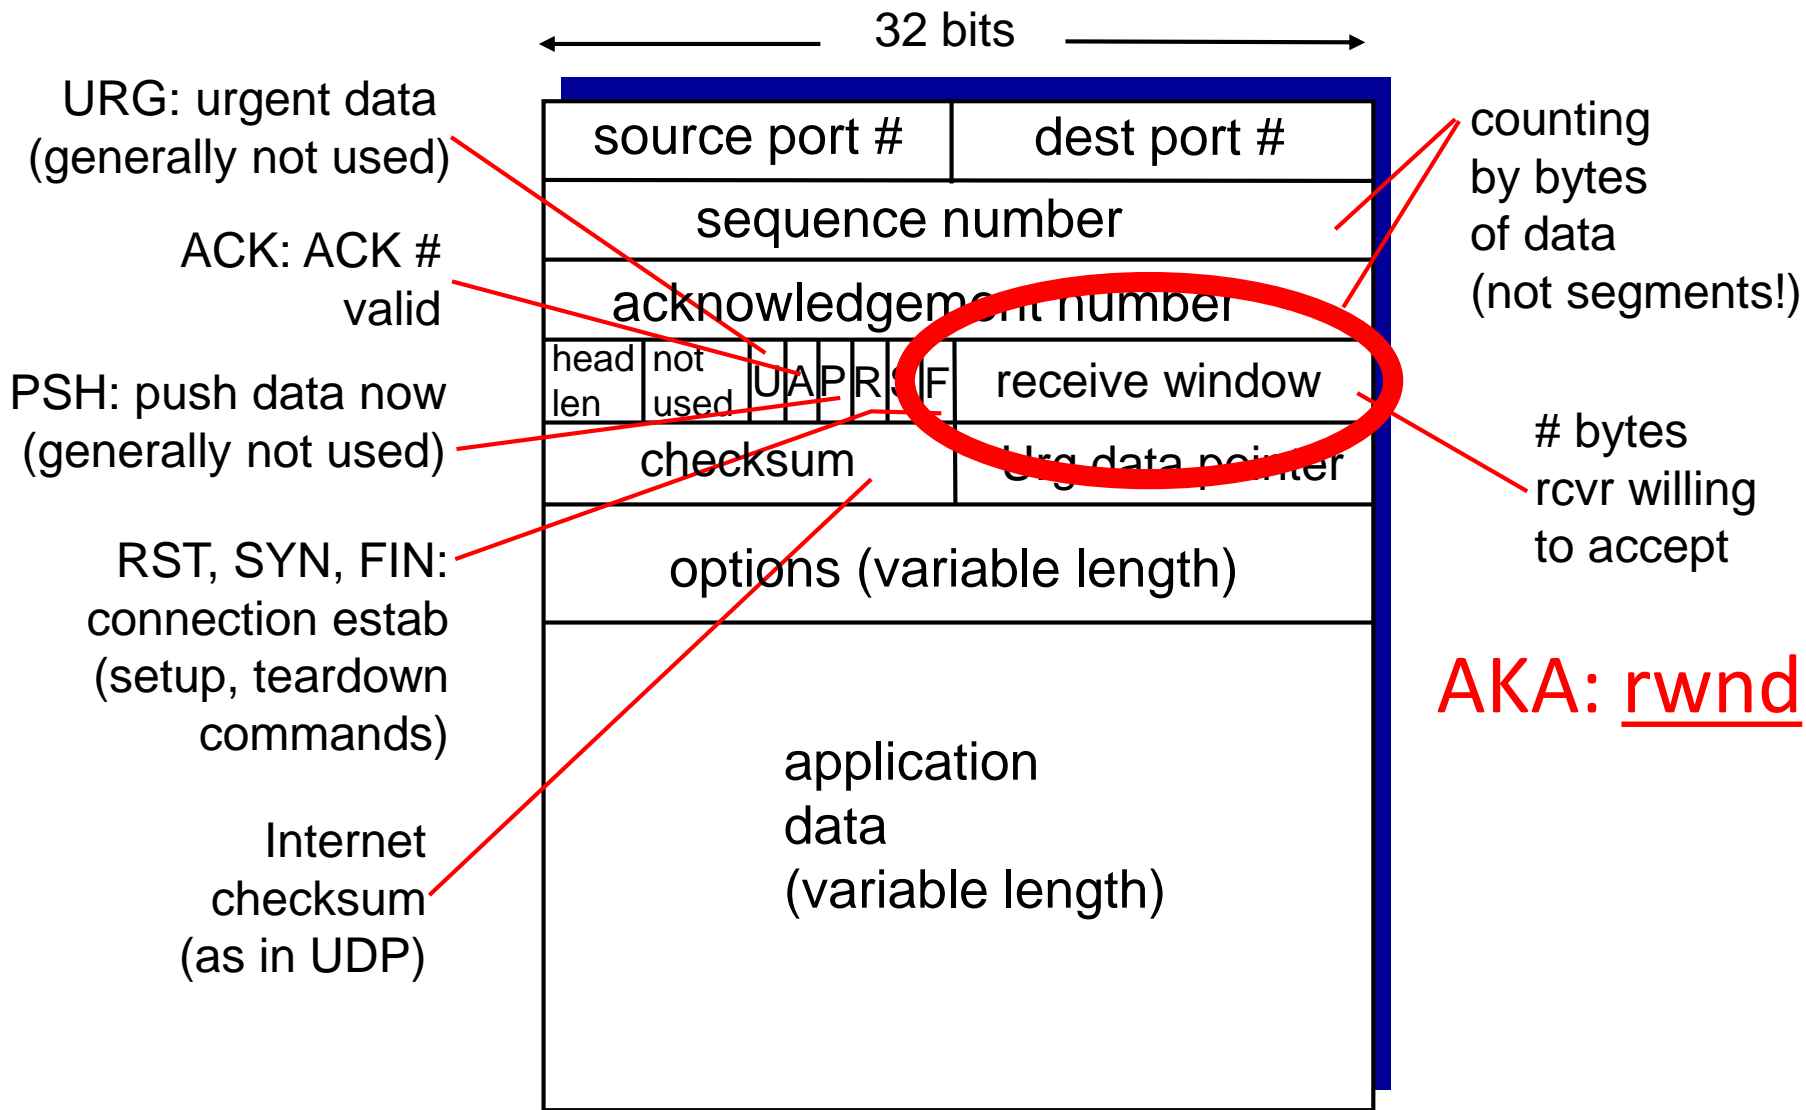 32 bits
URG: urgent data
(generally not used)
ACK: ACK #
valid
PSH: push data now
(generally not used)
RST, SYN, FIN:
connection estab
(setup, teardown
commands)
Internet
checksum
(as in UDP)
source port #
dest port #
sequence number
acknowledgement number
head
len
not
used
U
A
P
R
S
F
receive window
checksum
Urg data pointer
options (variable length)
application
data
(variable length)
counting
by bytes
of data
(not segments!)
# bytes
rcvr willing
to accept
AKA: rwnd